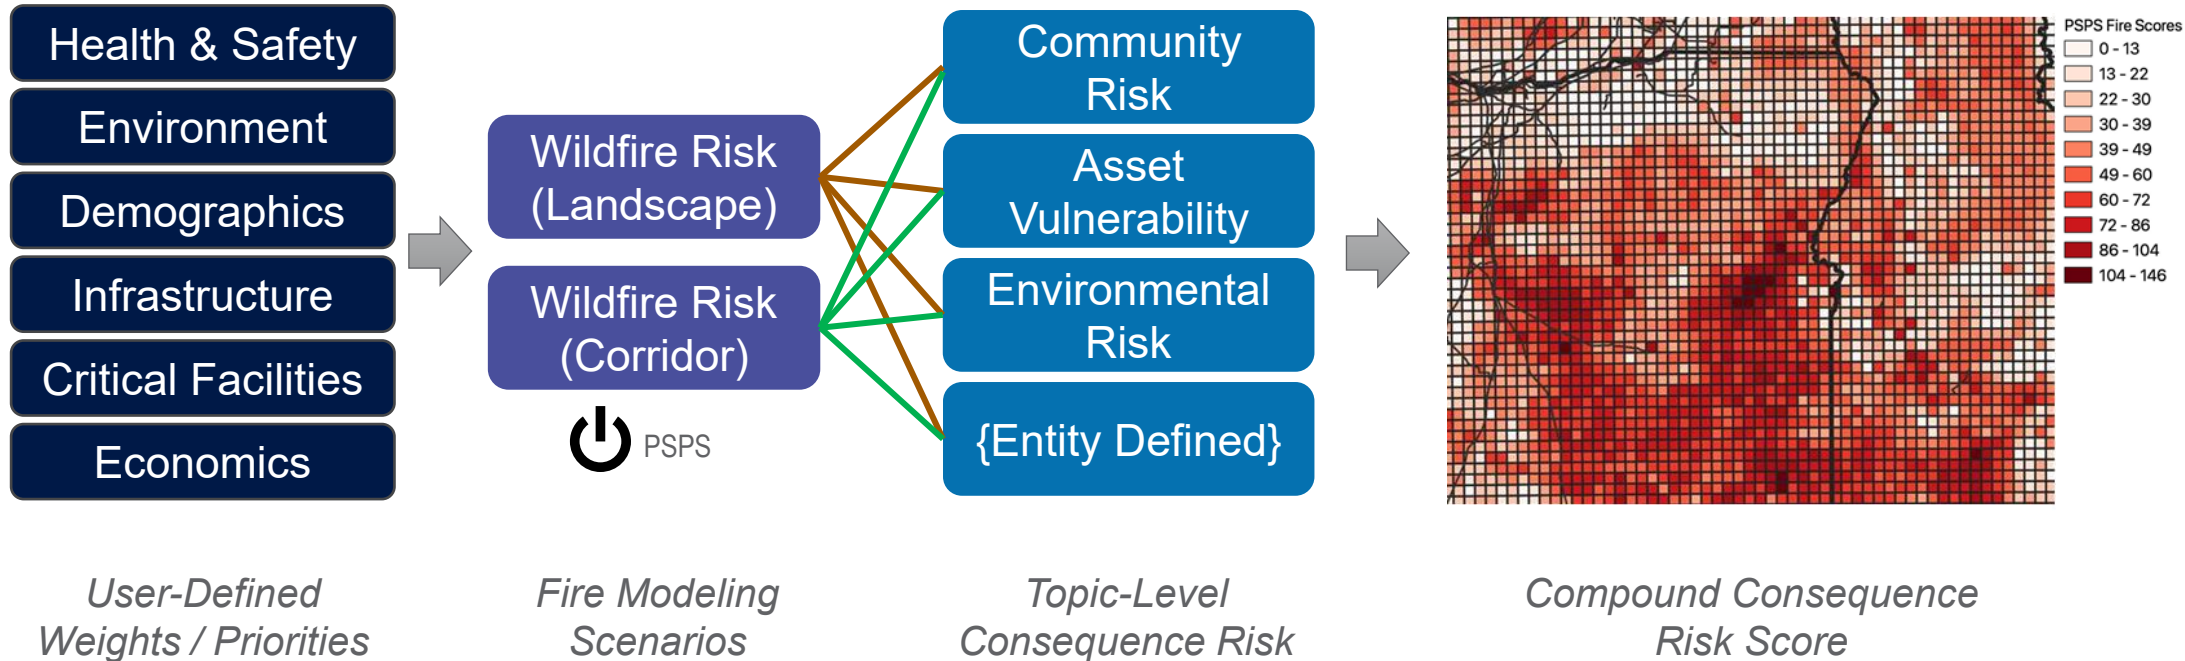 Health & Safety
Environment
Demographics
Infrastructure
Critical Facilities
Economics
User-Defined
Weights / Priorities
Wildfire Risk
(Landscape)
Wildfire Risk
(Corridor)
PSPS
Fire Modeling
Scenarios
Community
Risk
Asset
Vulnerability
Environmental
Risk
{Entity Defined}
Topic-Level
Consequence Risk
PSPS Fire Scores
0 - 13
13 - 22
22 - 30
30 - 39
39 - 49
49 - 60
60 - 72
72 - 86
86 - 104
104 - 146
Compound Consequence
Risk Score